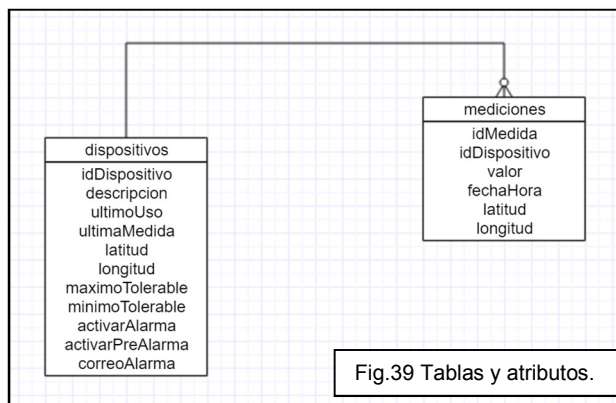 mediciones
idMedida
idDispositivo
valor
fechaHora
latitud
longitud
dispositivos
idDispositivo
descripcion
ultimoUso
ultimaMedida
latitud
longitud
maximoTolerable
minimoTolerable
activarAlarma
activarPreAlarma
correoAlarma
Fig.39 Tablas y atributos.